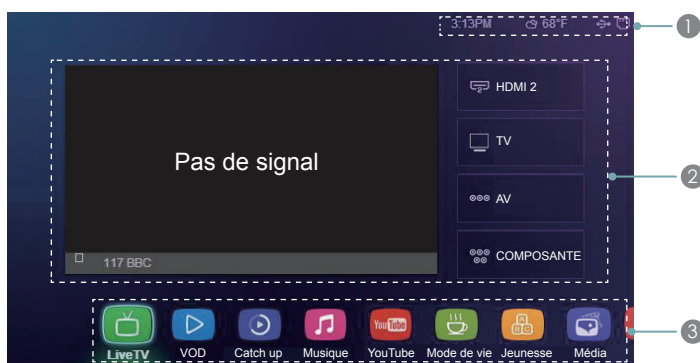 3:13PM 68°F
1
HDMI 2
Pas de signal
TV
2
AV
COMPOSANTE
117 BBC
3
LiveTV VOD Catch up Musique YouTube Mode de vie Jeunesse Média